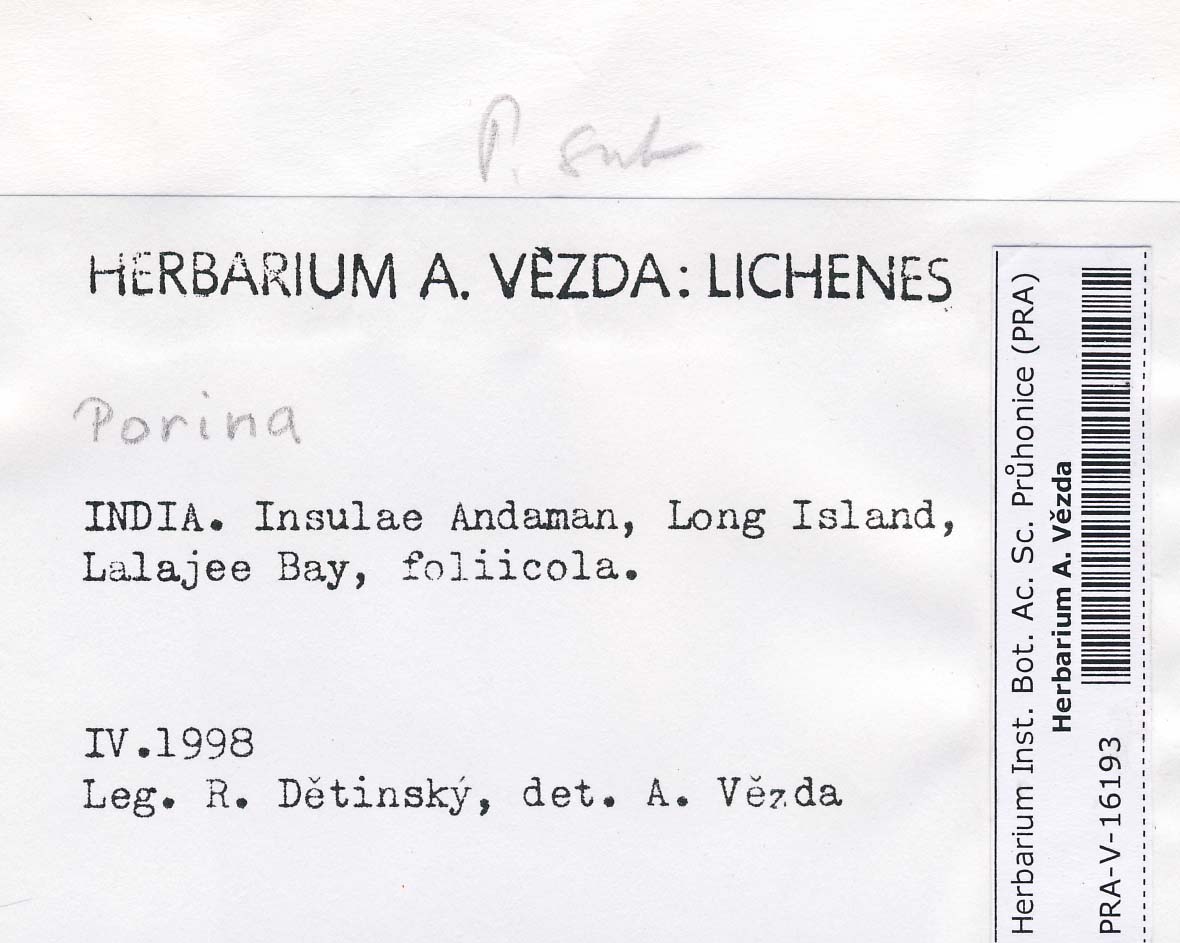 P. sub
HERBARIUM A. VĚZDA: LICHENES
Porina
INDIA. Insulae Andaman, Long Island,
Lalajee Bay, foliicola.
IV.1998
Leg. R. Dětinský, det. A. Vězda
Herbarium Inst. Bot. Ac. Sc. Průhonice (PRA)
Herbarium A. Vězda
PRA-V-16193